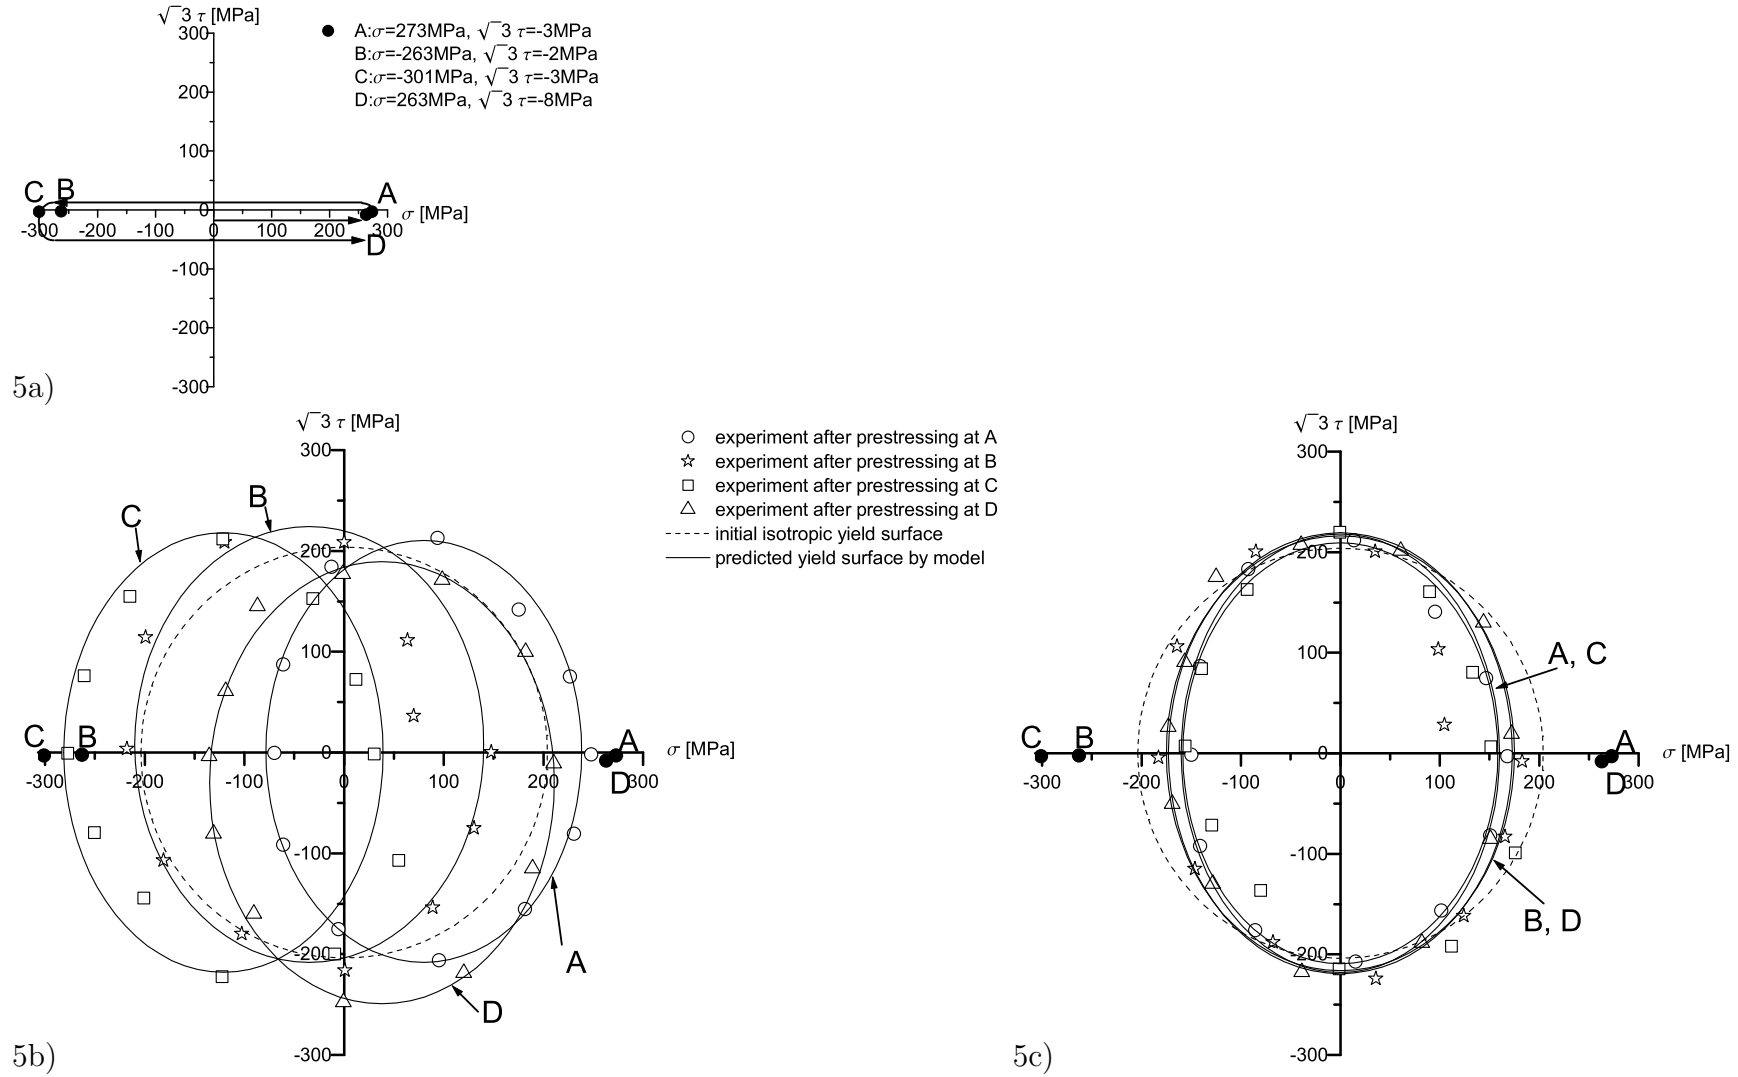 √3 τ [MPa]
300
200
100
0
-100
-200
-300
A:σ=273MPa, √3 τ=-3MPa
B:σ=-263MPa, √3 τ=-2MPa
C:σ=-301MPa, √3 τ=-3MPa
D:σ=263MPa, √3 τ=-8MPa
C B A
σ [MPa]
-300 -200 -100 0 100 200 300
D
5a)
√3 τ [MPa]
300
200
100
0
-100
-200
-300
C
B
C B
A
D
σ [MPa]
-300 -200 -100 0 100 200 300
A
D
5b)
experiment after prestressing at A
experiment after prestressing at B
experiment after prestressing at C
experiment after prestressing at D
initial isotropic yield surface
predicted yield surface by model
√3 τ [MPa]
300
200
100
0
-100
-200
-300
A, C
C B
A
D
σ [MPa]
-300 -200 -100 0 100 200 300
B, D
5c)